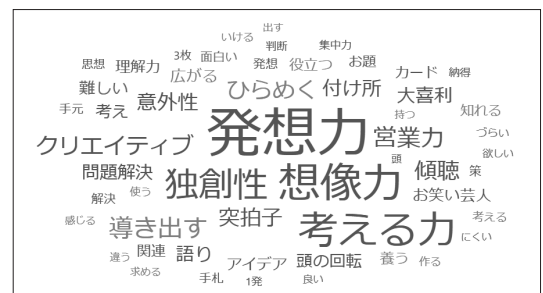 出す
いける 判断 集中力
3枚 面白い 発想 役立つ お題
思想 理解力 広がる カード 納得
難しい ひらめく 付け所 大喜利
手元 考え 意外性 持つ 知れる
クリエイティブ 発想力 営業力 づらい
頭 欲しい
問題解決 独創性 想像力 傾聴 策
解決 使う お笑い芸人
感じる 導き出す 突拍子 考える力 考える
違う 関連 語り にくい
求める アイデア 頭の回転 養う 作る
手札 1発 良い